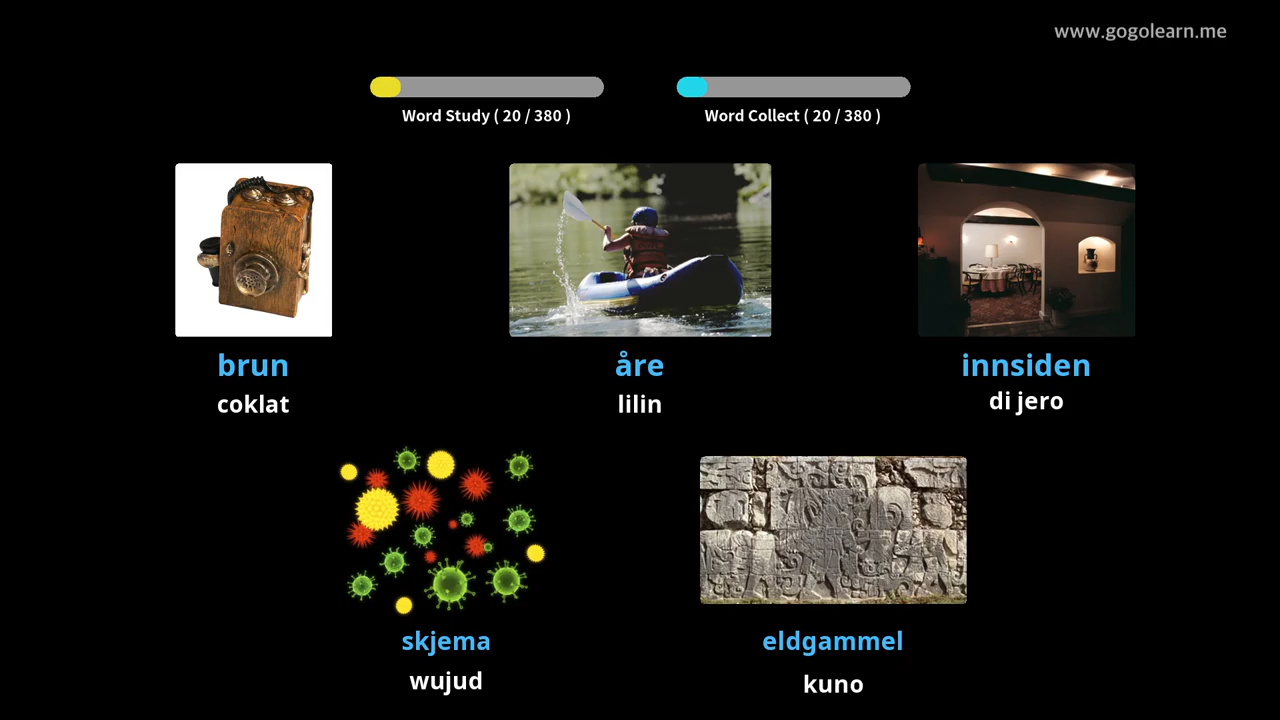 www.gogolearn.me
Word Study ( 20 / 380 )
Word Collect ( 20 / 380 )
brun
coklat
åre
lilin
innsiden
di jero
skjema
wujud
eldgammel
kuno